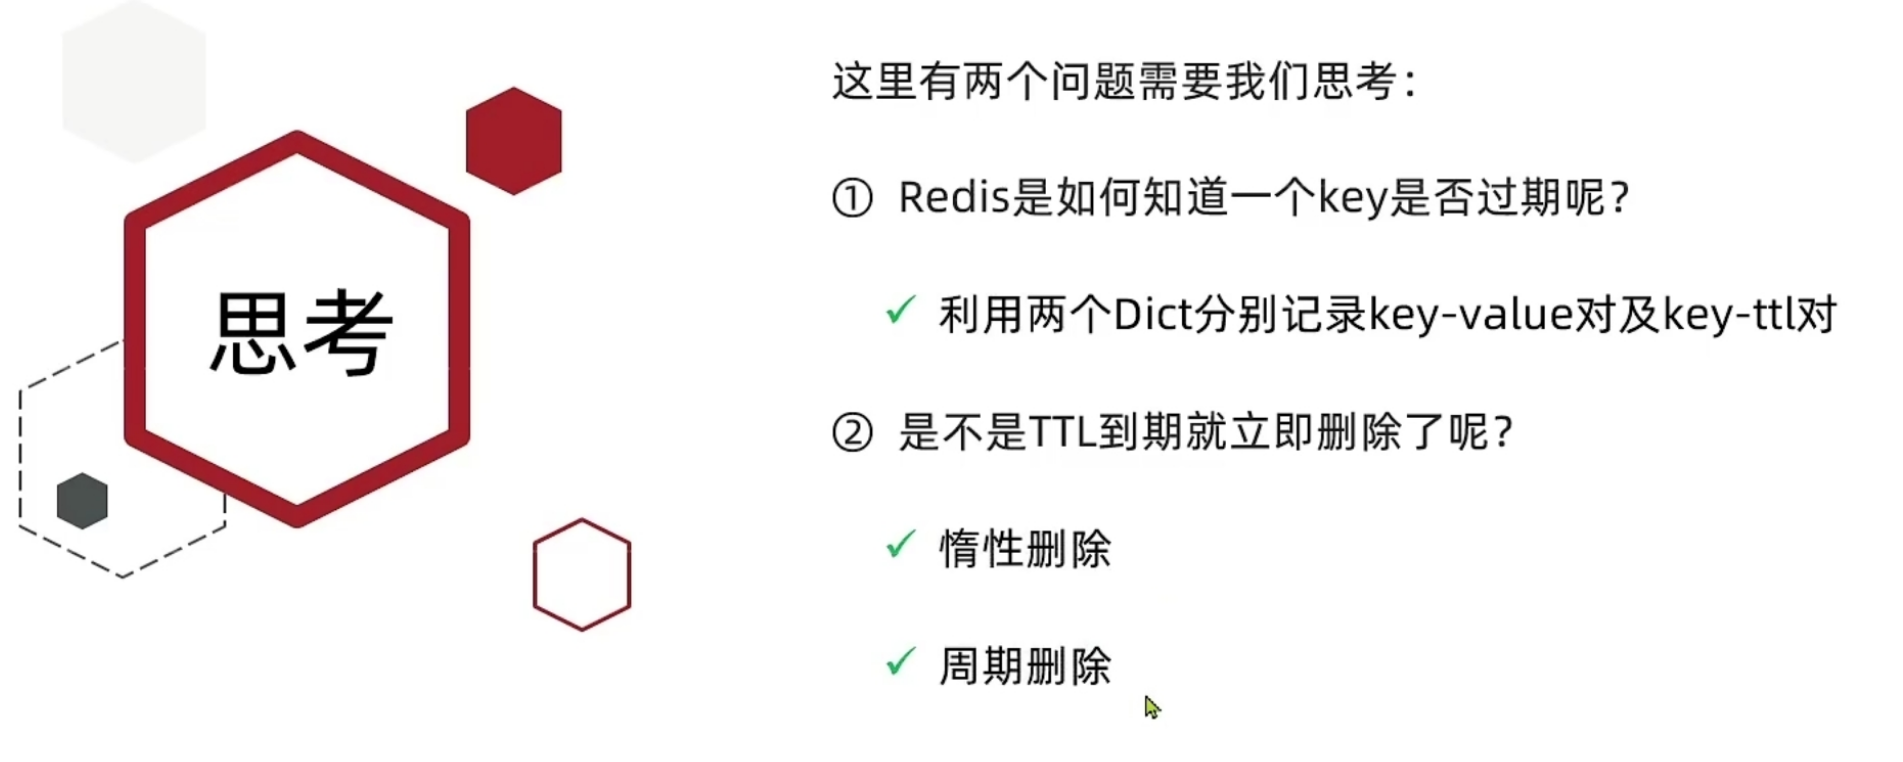 思考
这里有两个问题需要我们思考：
① Redis是如何知道一个key是否过期呢？
✓ 利用两个Dict分别记录key-value对及key-ttl对
② 是不是TTL到期就立即删除了呢？
✓ 惰性删除
✓ 周期删除